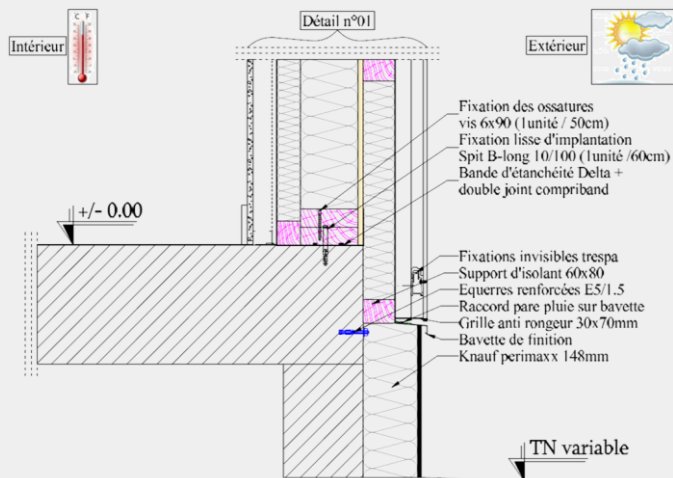 Détail n°01
Intérieur
C F
Extérieur
Fixation des ossatures
vis 6x90 (1unité / 50cm)
Fixation lisse d'implantation
Spit B-long 10/100 (1unité /60cm)
Bande d'étanchéité Delta +
double joint compriband
+/- 0.00
Fixations invisibles trespa
Support d'isolant 60x80
Equerres renforcées E5/1.5
Raccord pare pluie sur bavette
Grille anti rongeur 30x70mm
Bavette de finition
Knauf perimaxx 148mm
TN variable